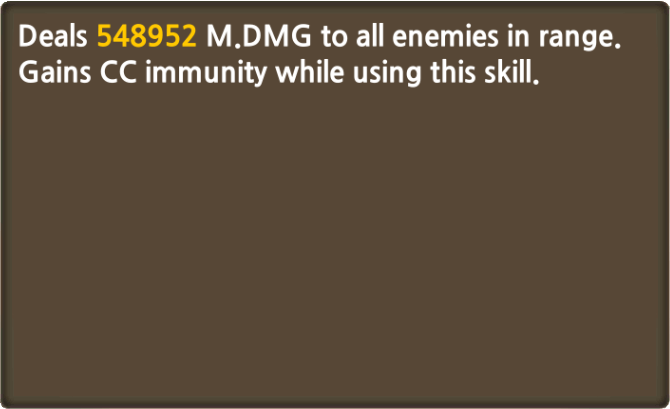 Deals 548952 M.DMG to all enemies in range.
Gains CC immunity while using this skill.